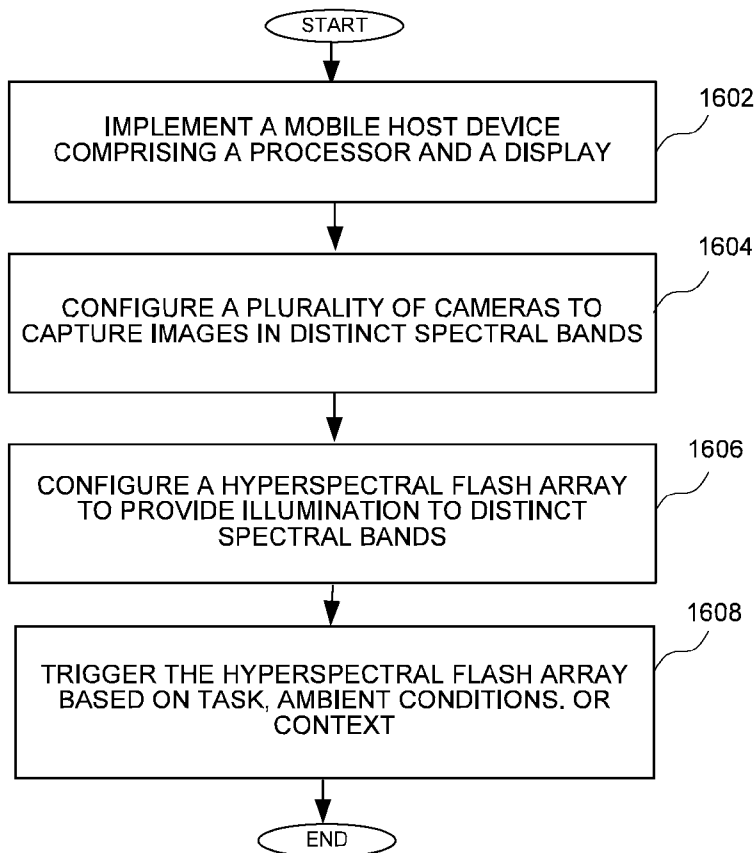 START
1602
IMPLEMENT A MOBILE HOST DEVICE
COMPRISING A PROCESSOR AND A DISPLAY
1604
CONFIGURE A PLURALITY OF CAMERAS TO
CAPTURE IMAGES IN DISTINCT SPECTRAL BANDS
1606
CONFIGURE A HYPERSPECTRAL FLASH ARRAY
TO PROVIDE ILLUMINATION TO DISTINCT
SPECTRAL BANDS
1608
TRIGGER THE HYPERSPECTRAL FLASH ARRAY
BASED ON TASK, AMBIENT CONDITIONS. OR
CONTEXT
END